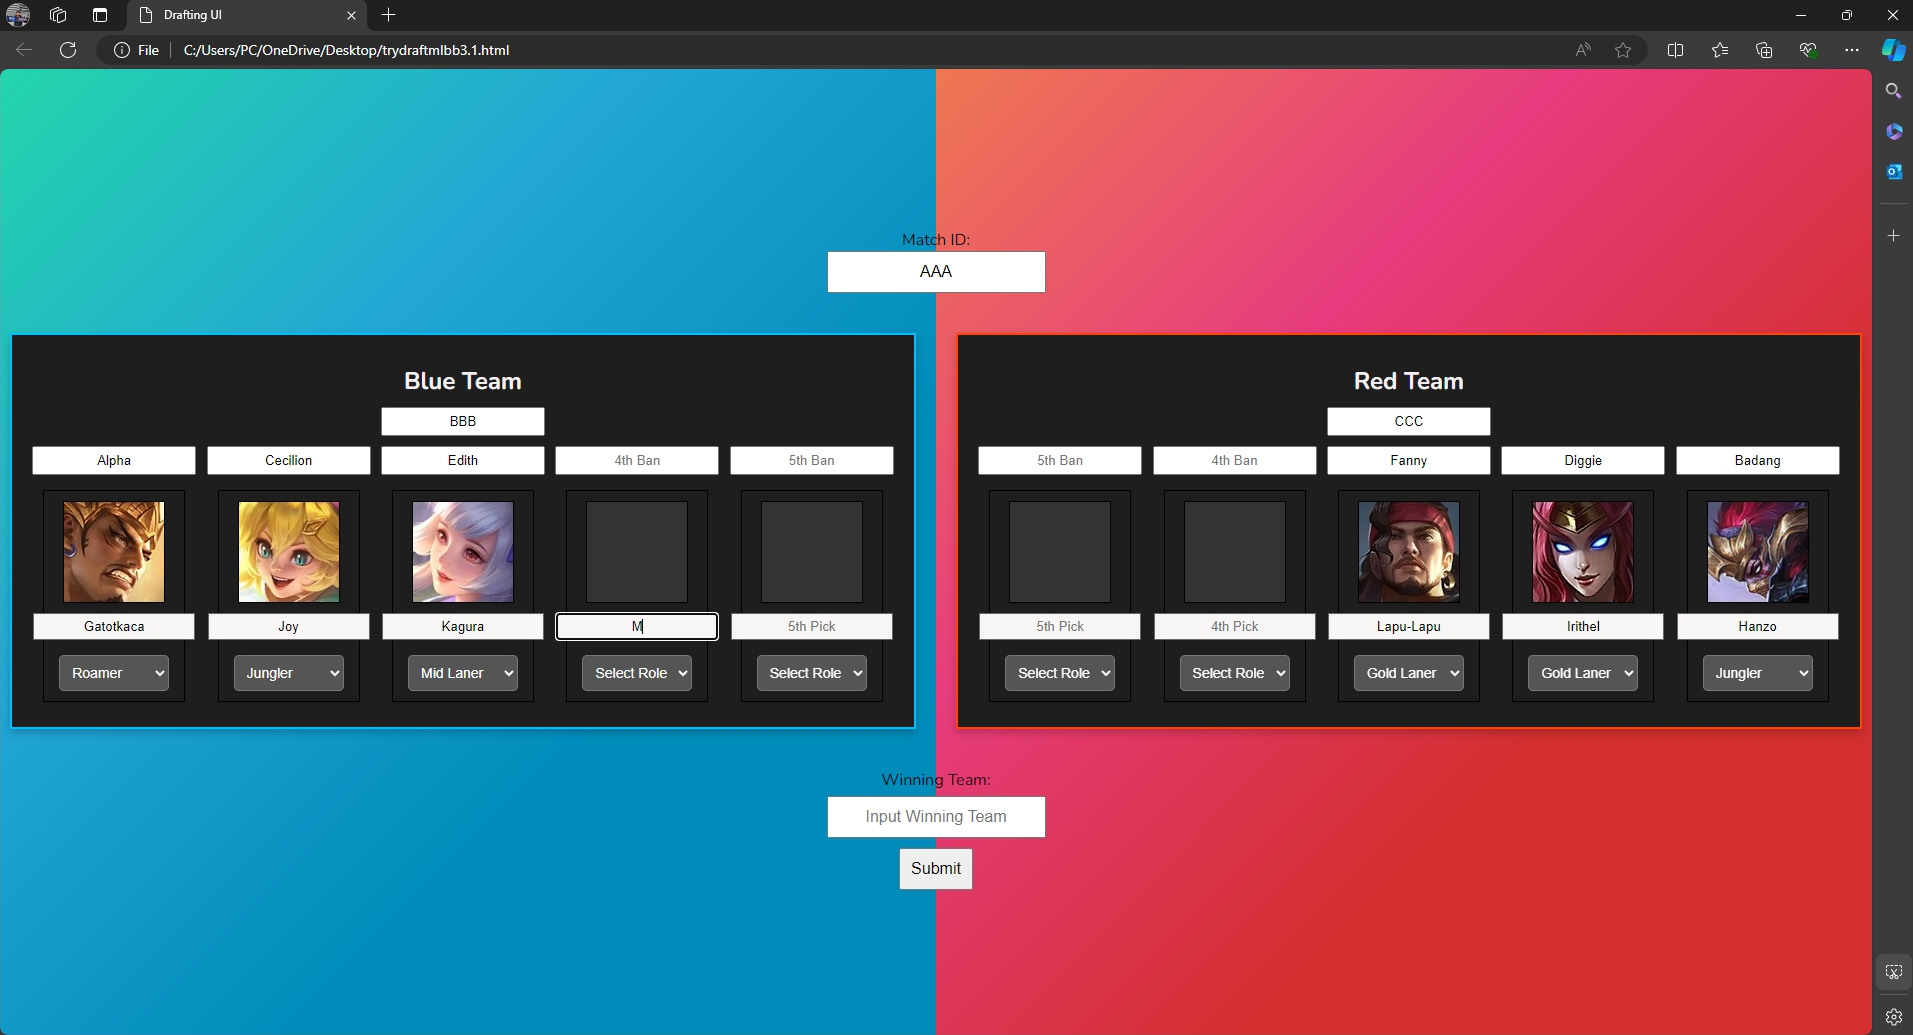 Drafting UI
File
C:/Users/PC/OneDrive/Desktop/trydraftmlbb3.1.html
Match ID:
AAA
Blue Team
BBB
Alpha Cecilion Edith 4th Ban 5th Ban
Gatotkaca Joy Kagura M 5th Pick
Roamer Jungler Mid Laner Select Role Select Role
Red Team
CCC
5th Ban 4th Ban Fanny Diggie Badang
5th Pick 4th Pick Lapu-Lapu Irithel Hanzo
Select Role Select Role Gold Laner Gold Laner Jungler
Winning Team:
Input Winning Team
Submit